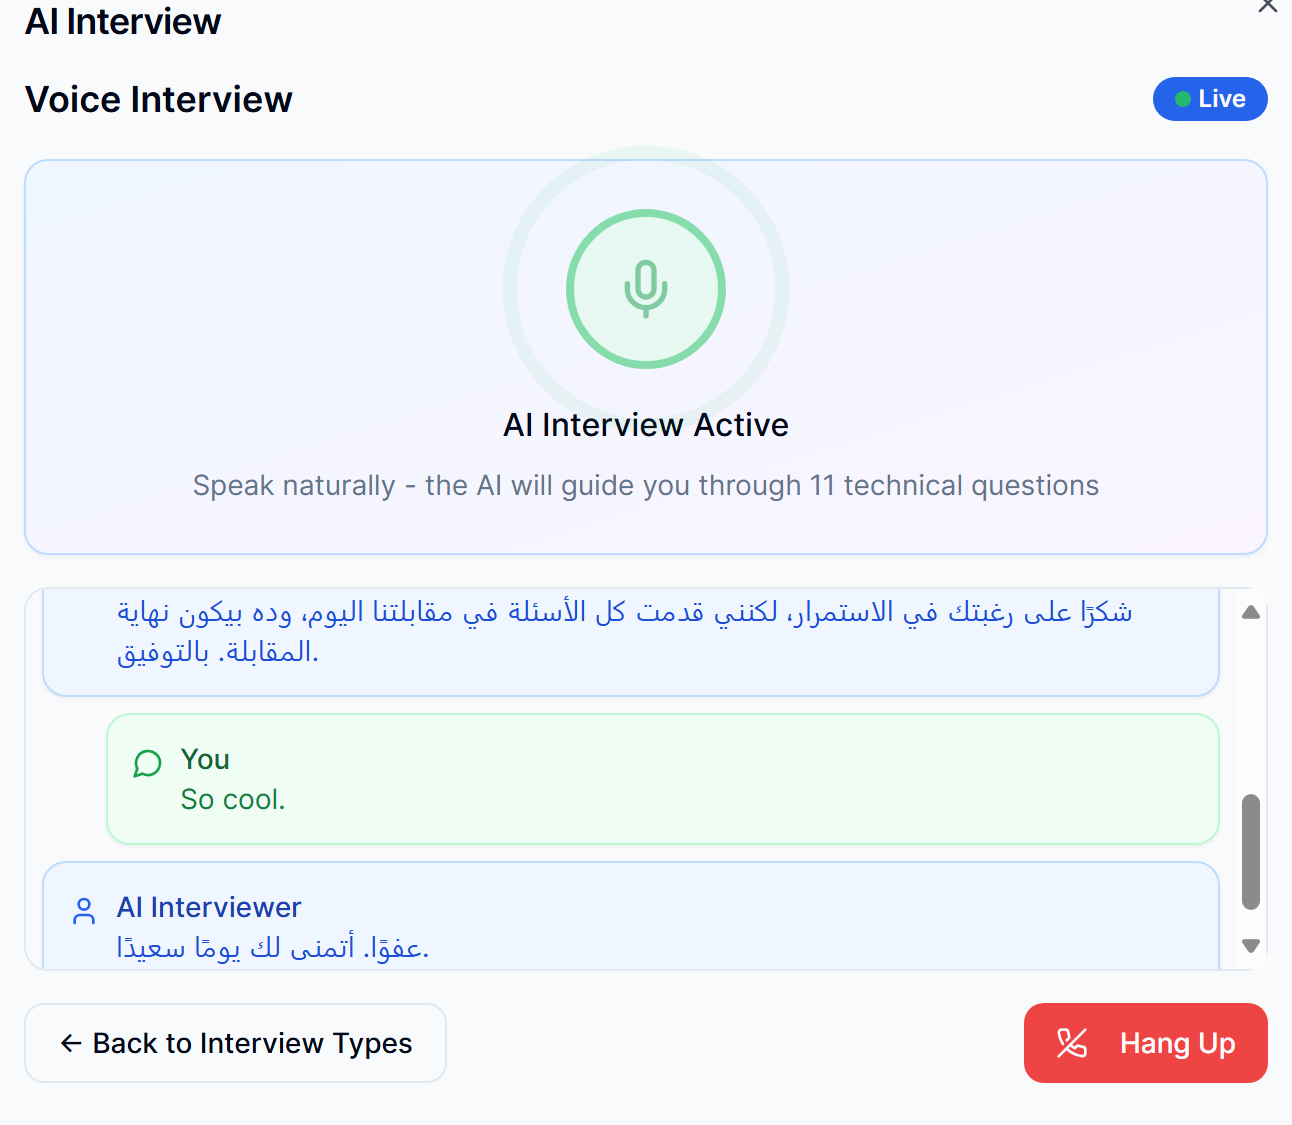 AI Interview
Voice Interview
Live
AI Interview Active
Speak naturally - the AI will guide you through 11 technical questions
شكرًا على رغبتك في الاستمرار، لكنني قدمت كل الأسئلة في مقابلتنا اليوم، وده بيكون نهاية
المقابلة. بالتوفيق.
You
So cool.
AI Interviewer
عفوًا. أتمنى لك يومًا سعيدًا.
← Back to Interview Types
Hang Up